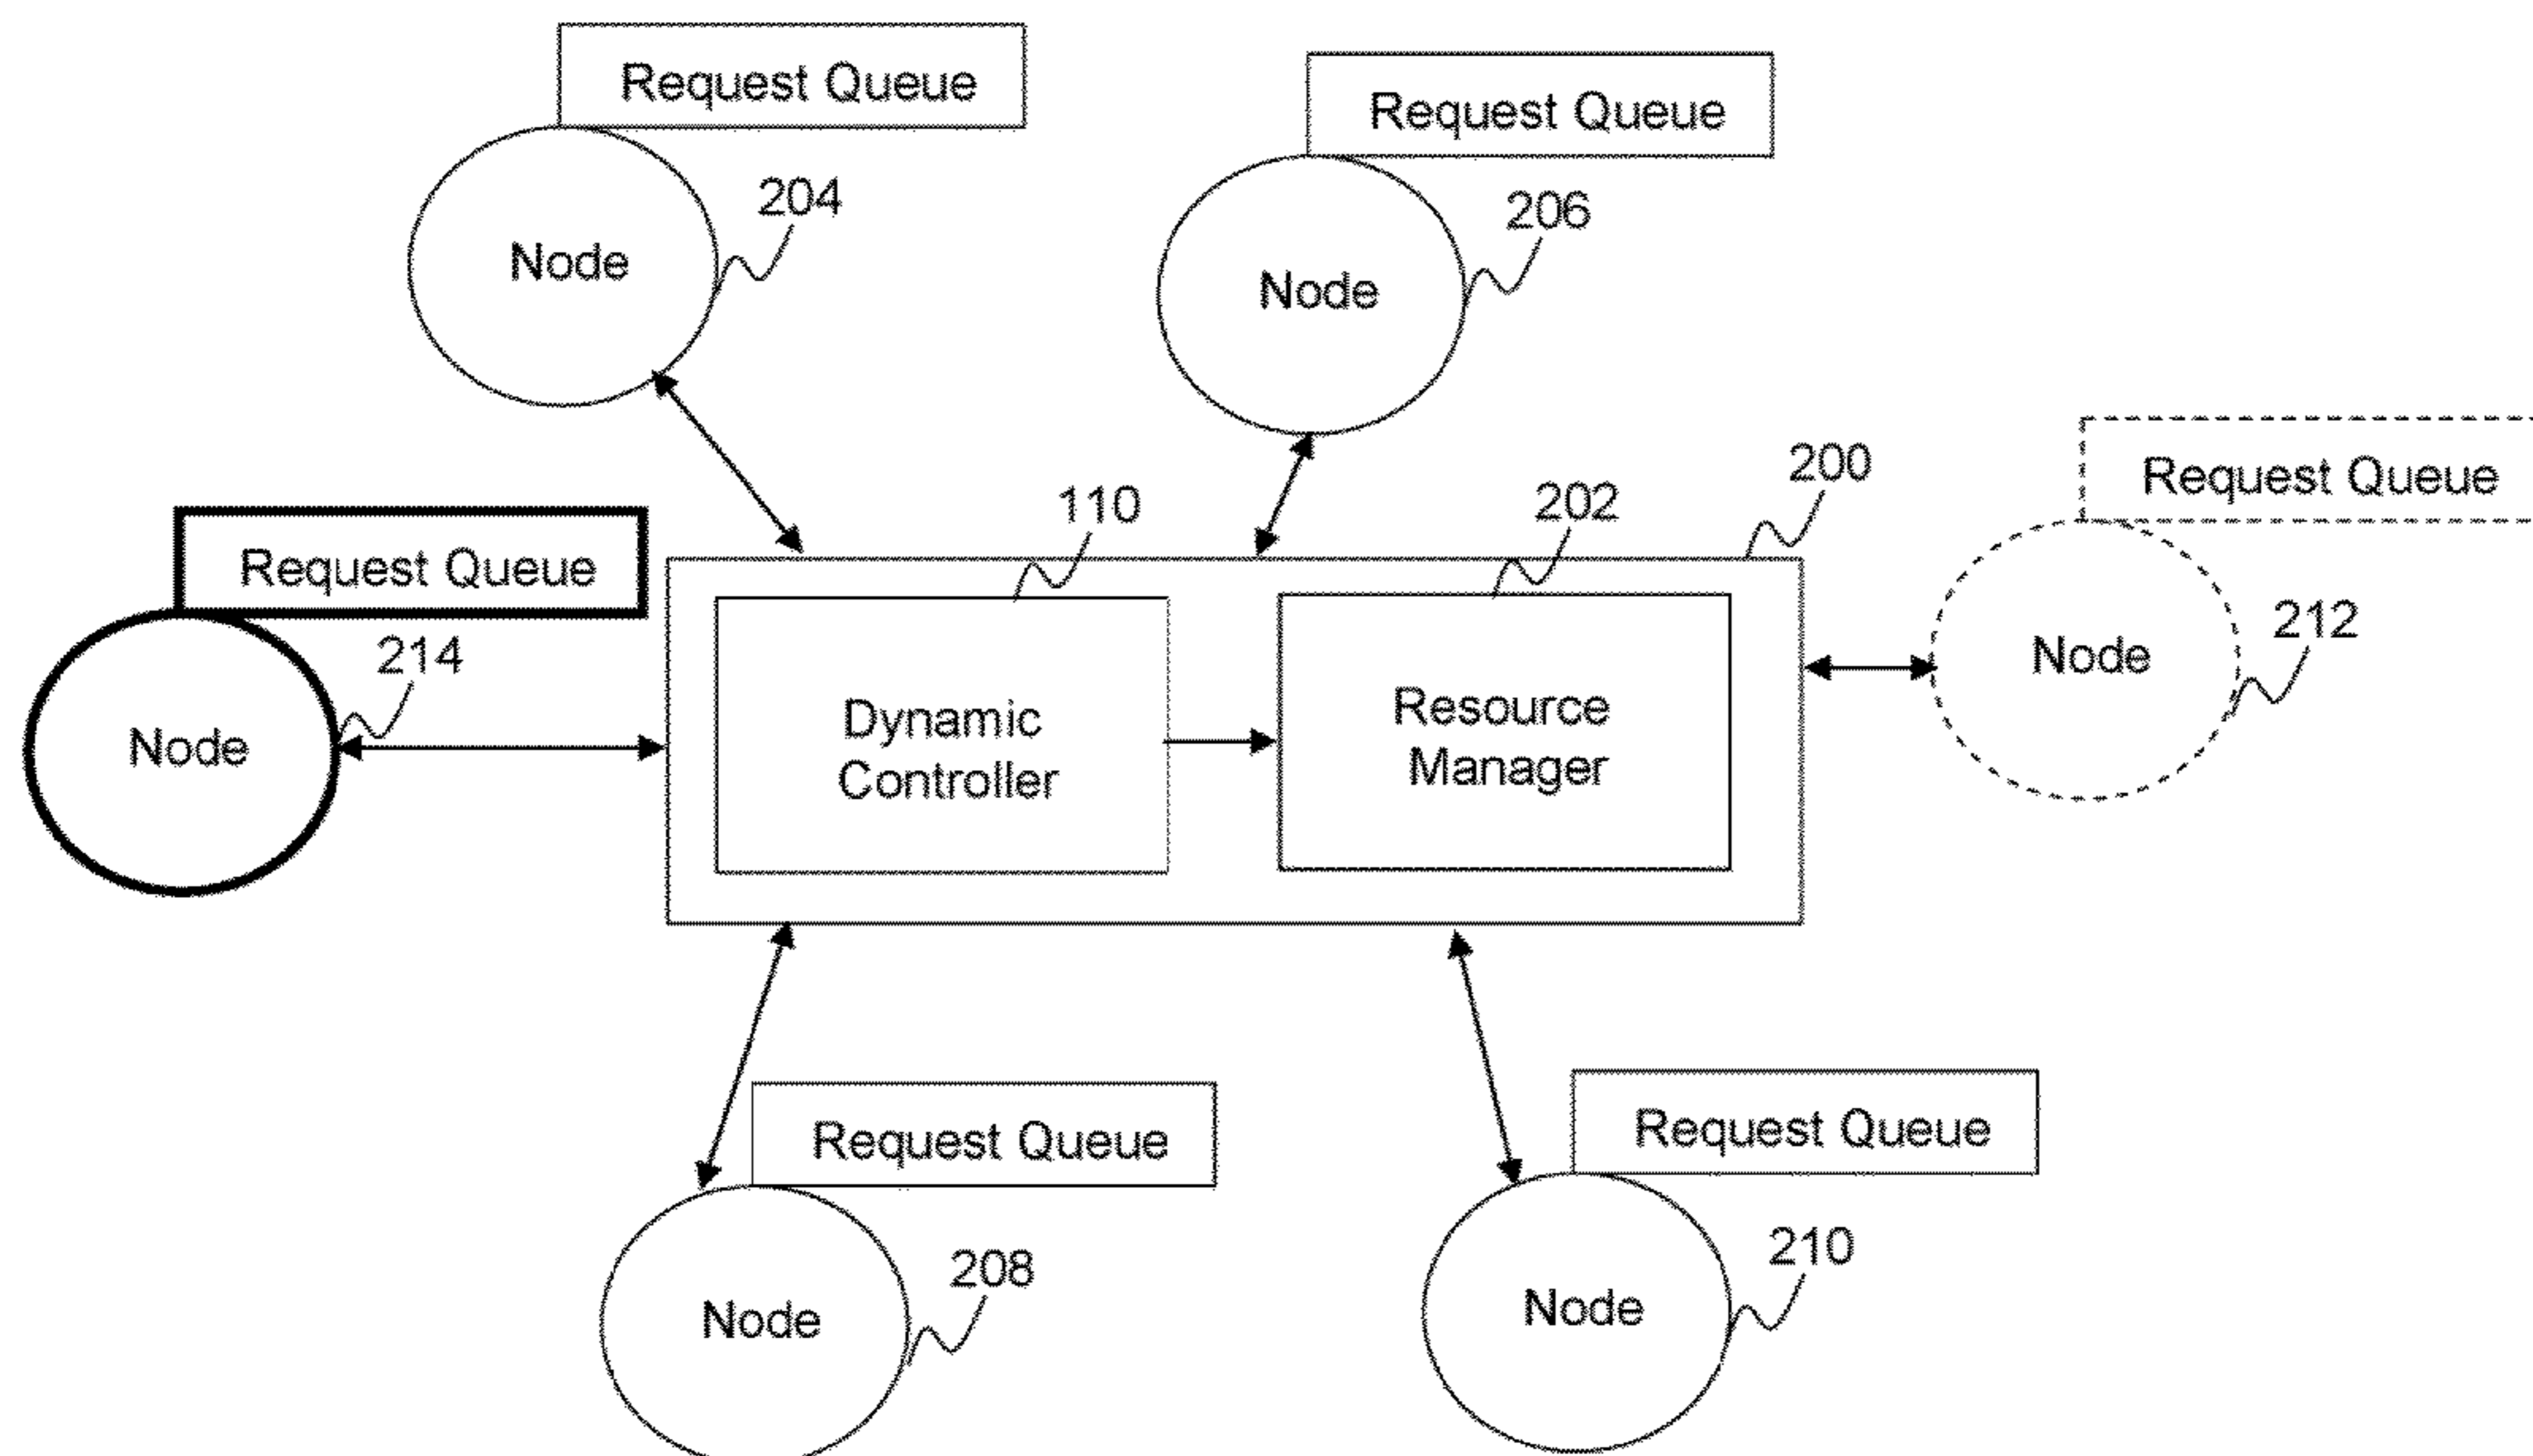 Request Queue
Request Queue
204
206
Node
Node
200
Request Queue
110
202
Request Queue
212
214
Node
Node
Dynamic
Controller
Resource
Manager
Request Queue
Request Queue
208
210
Node
Node